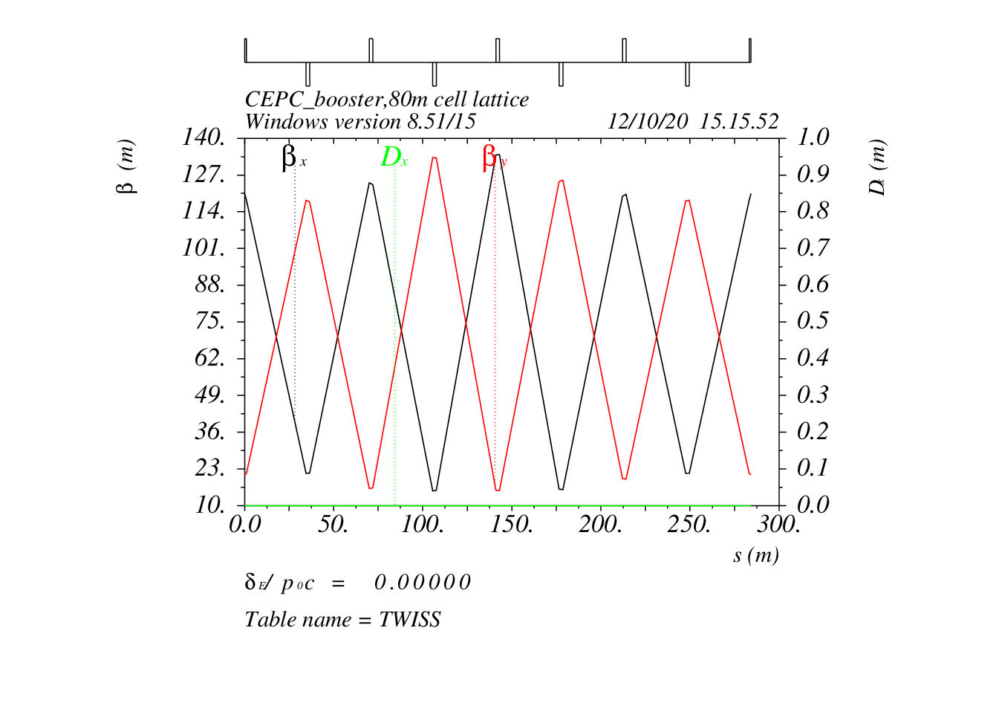 CEPC_booster,80m cell lattice
Windows version 8.51/15 12/10/20 15.15.52
β (m)
140.
127.
114.
101.
88.
75.
62.
49.
36.
23.
10.
βx
Dx
βy
1.0
0.9
0.8
0.7
0.6
0.5
0.4
0.3
0.2
0.1
0.0
Dx (m)
0.0 50. 100. 150. 200. 250. 300.
s (m)
δE/ p0c = 0.00000
Table name = TWISS